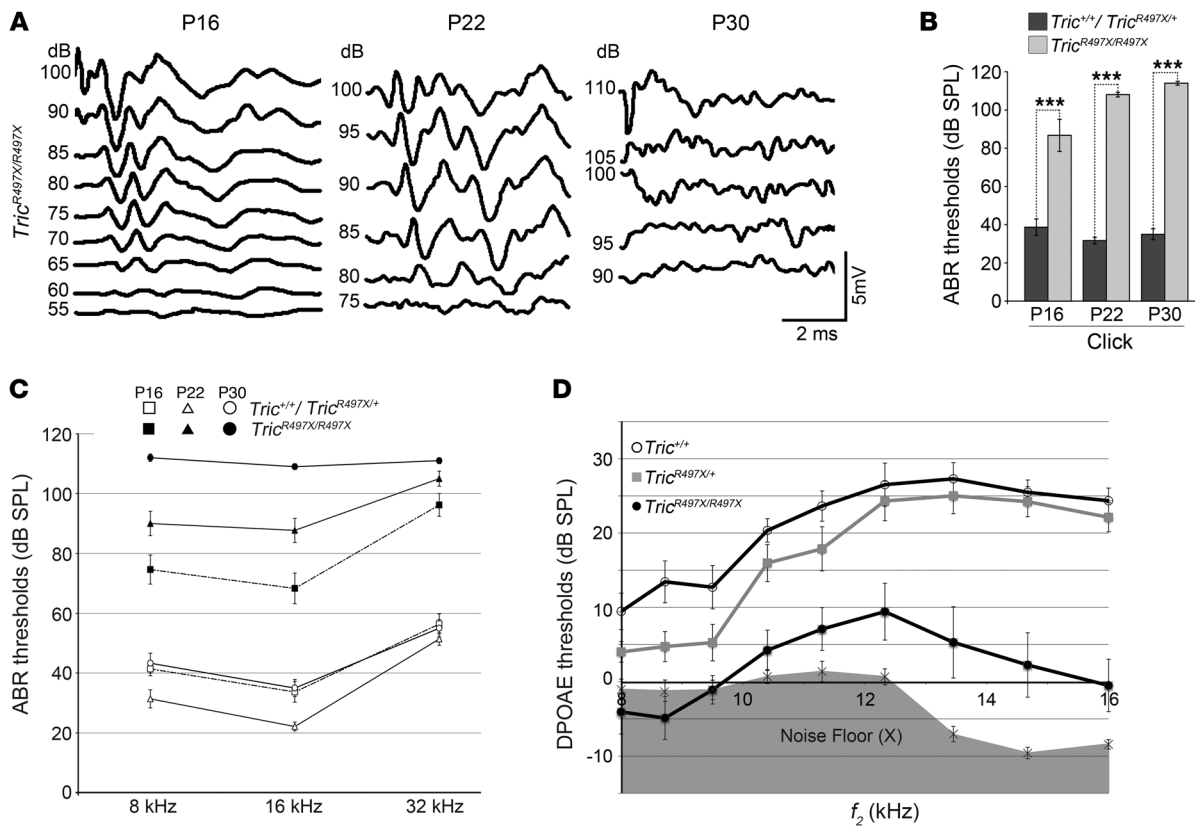 A
P16
P22
P30
dB
100
90
85
80
75
70
65
60
55
Tric^R497X/R497X
dB
100
95
90
85
80
75
dB
110
105
100
95
90
5mV
2 ms
B
Tric^+/+/ Tric^R497X/+
Tric^R497X/R497X
ABR thresholds (dB SPL)
120
100
80
60
40
20
0
***
***
***
P16
P22
P30
Click
C
P16 P22 P30
Tric^+/+/ Tric^R497X/+
Tric^R497X/R497X
ABR thresholds (dB SPL)
120
100
80
60
40
20
0
8 kHz
16 kHz
32 kHz
D
Tric^+/+
Tric^R497X/+
Tric^R497X/R497X
DPOAE thresholds (dB SPL)
30
20
10
0
-10
8
10
12
14
16
Noise Floor (X)
f₂ (kHz)